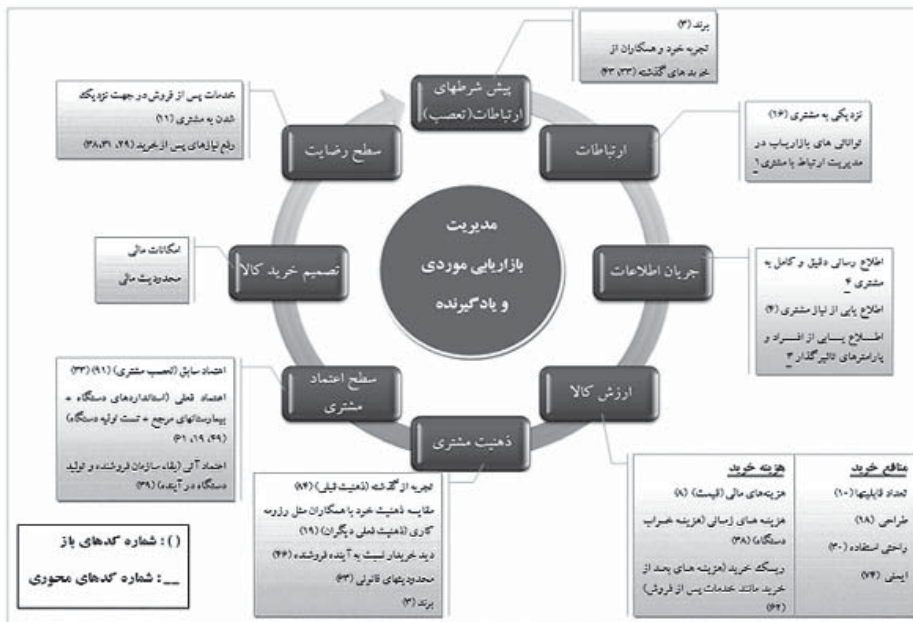 برند (۳)
تجربه خود و همکاران از
خرید های گذشته (۳۳، ۴۳)
پیش شرطهای
ارتباطات(تعصب)
ارتباطات
نزدیکی به مشتری (۱۶)
توانائی های بازاریاب در
مدیریت ارتباط با مشتری ۱
جریان اطلاعات
اطلاع رسانی دقیق و کامل به
مشتری ۴
اطلاع یابی از نیاز مشتری (۴)
اطلاع یابی از افراد و
پارامترهای تاثیرگذار ۳
ارزش کالا
منافع خرید
تعداد قابلیتها (۱۰)
طراحی (۱۸)
راحتی استفاده (۳۰)
ایمنی (۷۴)
هزینه خرید
هزینه‌های مالی (قیمت) (۸)
هزینه های زمانی (هزینه خراب
دستگاه) (۳۸)
ریسک خرید (هزینه های بعد از
خرید مانند خدمات پس از فروش)
(۶۲)
ذهنیت مشتری
تجربه از گذشته (ذهنیت قبلی) (۸۴)
مقایسه ذهنیت خود با همکاران مثل رزومه
کاری (ذهنیت فعلی دیگران) (۱۹)
دید خریدار نسبت به آینده فروشنده (۴۶)
محدودیتهای قانونی (۶۳)
برند (۳)
سطح اعتماد
مشتری
اعتماد سابق (تعصب مشتری) (۹۱) (۳۳)
اعتماد فعلی (استانداردهای دستگاه +
بیمارستانهای مرجع + تست تولیه دستگاه)
(۴۹، ۱۹، ۶۱)
اعتماد آتی (بقاء سازمان فروشنده و تولید
دستگاه در آینده) (۳۹)
تصمیم خرید کالا
امکانات مالی
محدودیت مالی
سطح رضایت
خدمات پس از فروش در جهت نزدیک
شدن به مشتری (۱۱)
رفع نیازهای پس از خرید (۲۹، ۳۱، ۳۸)
مدیریت
بازاریابی موردی
و یادگیرنده
( ): شماره کدهای باز
__: شماره کدهای محوری